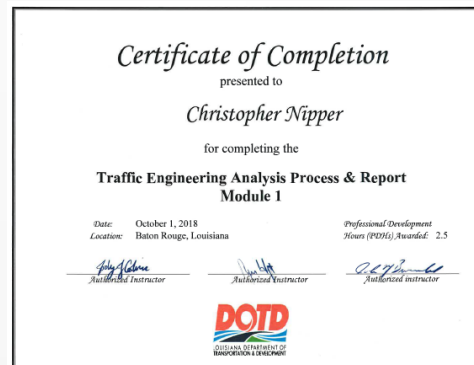 Certificate of Completion
presented to
Christopher Nipper
for completing the
Traffic Engineering Analysis Process & Report
Module 1
Date: October 1, 2018
Location: Baton Rouge, Louisiana
Professional Development
Hours (PDHs) Awarded: 2.5
Authorized Instructor
Authorized Instructor
Authorized instructor
DOTD
LOUISIANA DEPARTMENT OF
TRANSPORTATION & DEVELOPMENT